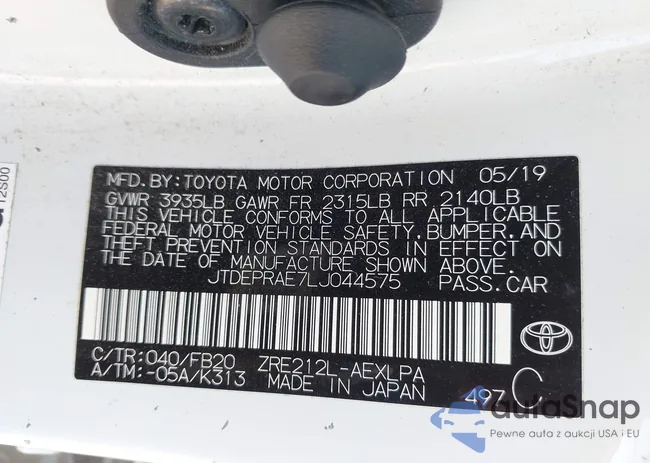 MFD.BY:TOYOTA MOTOR CORPORATION 05/19
GVWR 3935LB GAWR FR 2315LB RR 2140LB
THIS VEHICLE CONFORMS TO ALL APPLICABLE
FEDERAL MOTOR VEHICLE SAFETY, BUMPER, AND
THEFT PREVENTION STANDARDS IN EFFECT ON
THE DATE OF MANUFACTURE SHOWN ABOVE.
JTDEPRAE7LJ044575 PASS.CAR
C/TR:040/FB20 ZRE212L-AEXLPA
A/TM:-05A/K313 MADE IN JAPAN 49Z C
12S00
autoSnap
Pewne auta z aukcji USA i EU